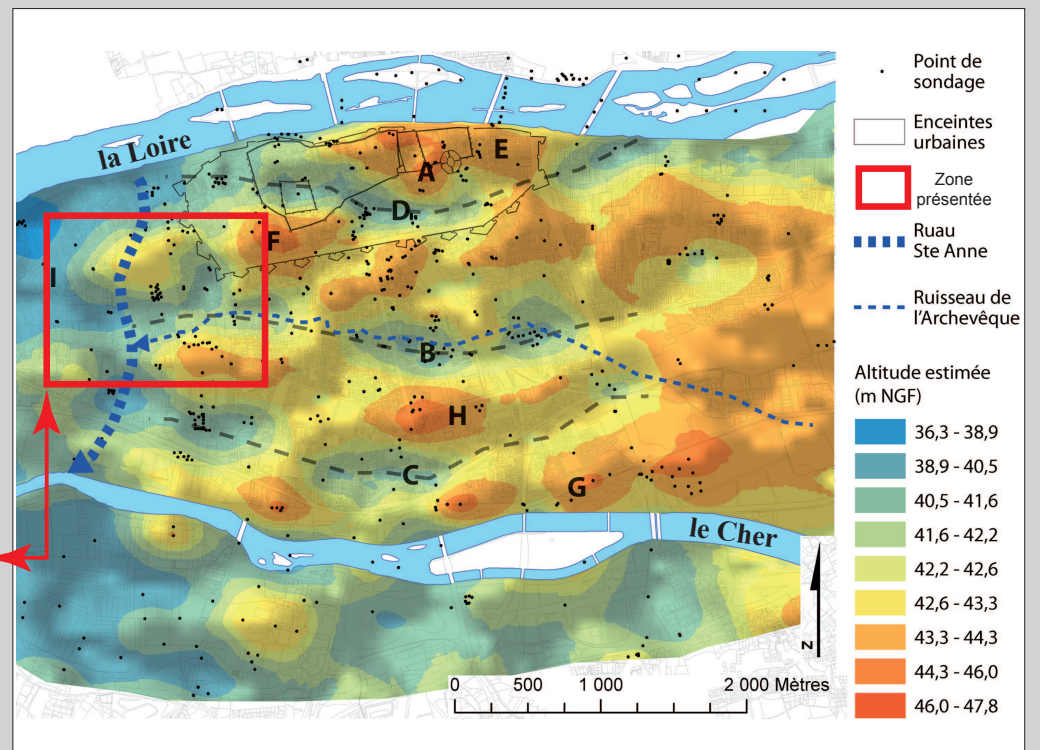 la Loire
A
E
D
F
I
B
H
C
G
le Cher
N
0 500 1 000 2 000 Mètres
Point de
sondage
Enceintes
urbaines
Zone
présentée
Ruau
Ste Anne
Ruisseau de
l'Archevêque
Altitude estimée
(m NGF)
36,3 - 38,9
38,9 - 40,5
40,5 - 41,6
41,6 - 42,2
42,2 - 42,6
42,6 - 43,3
43,3 - 44,3
44,3 - 46,0
46,0 - 47,8